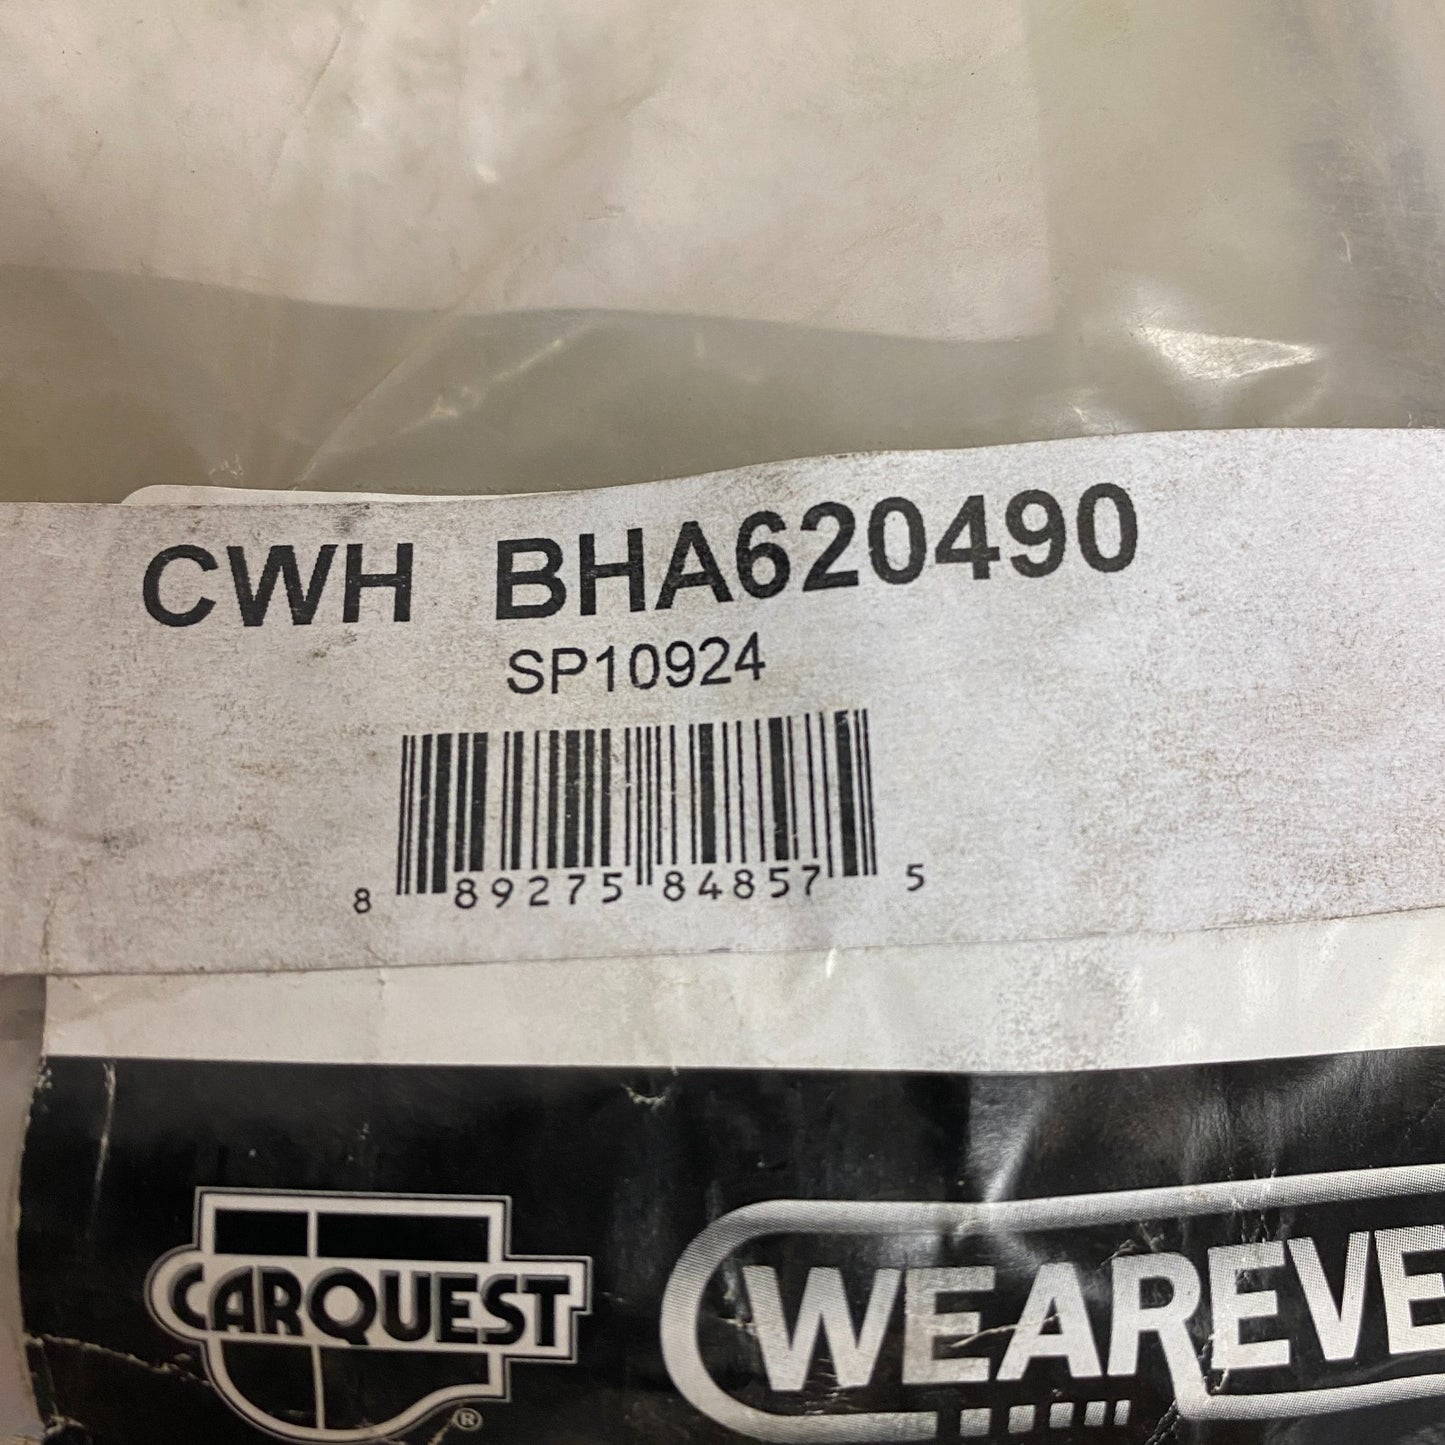 CWH BHA620490
SP10924
8 89275 84857 5
CARQUEST
®
WEAREVE